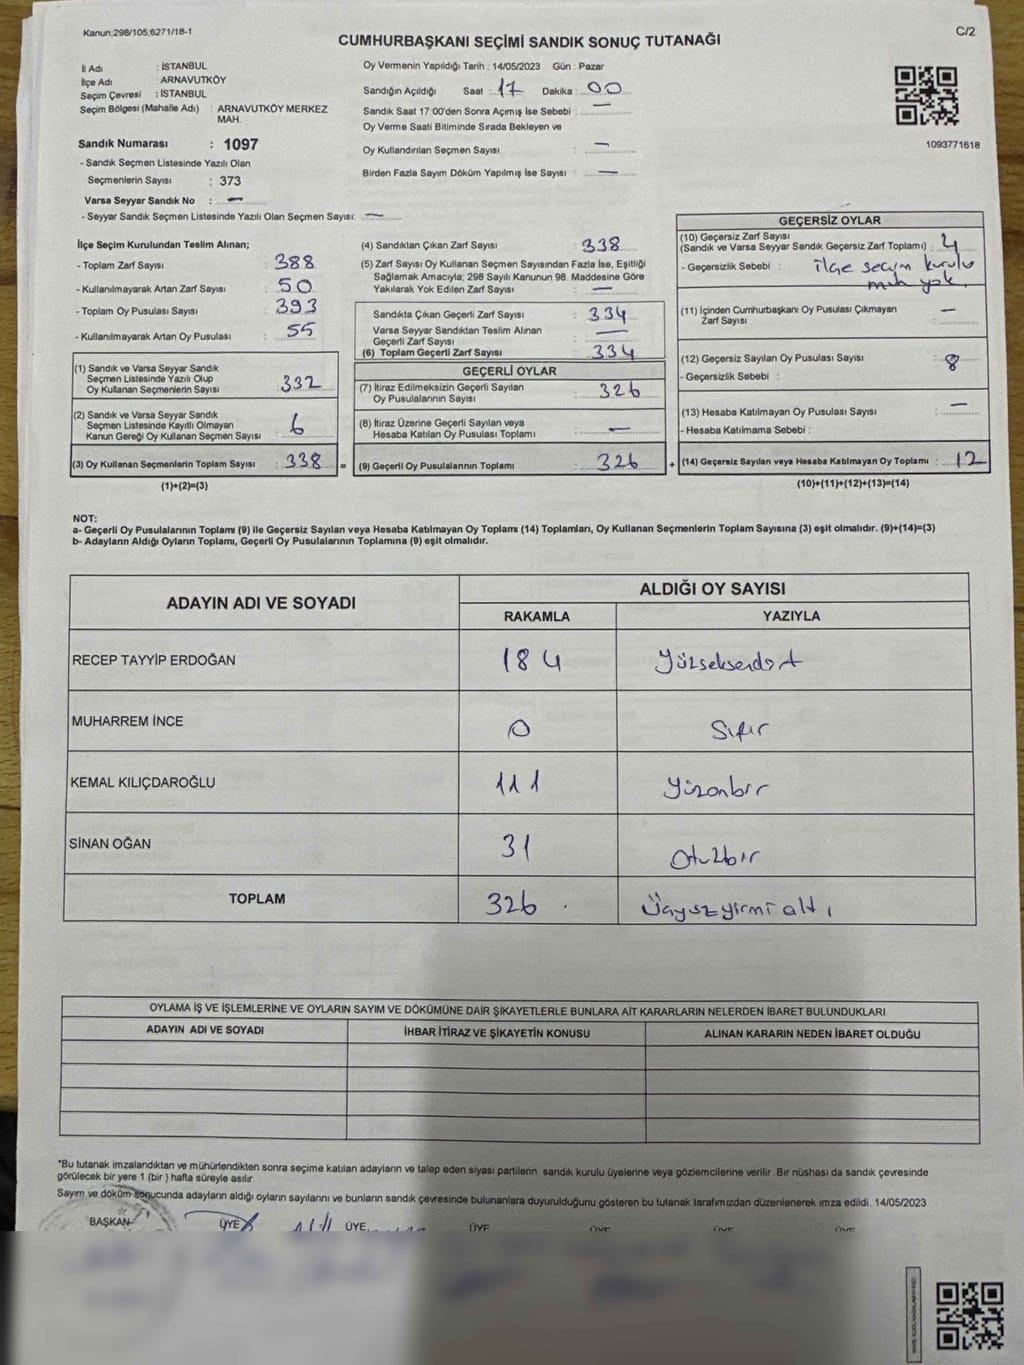 Kanun:298/105,6271/18-1
C/2
CUMHURBAŞKANI SEÇİMİ SANDIK SONUÇ TUTANAĞI
İl Adı : İSTANBUL
İlçe Adı : ARNAVUTKÖY
Seçim Çevresi : İSTANBUL
Seçim Bölgesi (Mahalle Adı) : ARNAVUTKÖY MERKEZ MAH.
Sandık Numarası : 1097
- Sandık Seçmen Listesinde Yazılı Olan
Seçmenlerin Sayısı : 373
Varsa Seyyar Sandık No : —
- Seyyar Sandık Seçmen Listesinde Yazılı Olan Seçmen Sayısı: —
Oy Vermenin Yapıldığı Tarih : 14/05/2023 Gün : Pazar
Sandığın Açıldığı Saat : 17 Dakika : 00
Sandık Saat 17:00'den Sonra Açımış İse Sebebi : —
Oy Verme Saati Bitiminde Sırada Bekleyen ve
Oy Kullandırılan Seçmen Sayısı : —
Birden Fazla Sayım Döküm Yapılmış İse Sayısı : —
1093771618
İlçe Seçim Kurulundan Teslim Alınan;
- Toplam Zarf Sayısı : 388
- Kullanılmayarak Artan Zarf Sayısı : 50
- Toplam Oy Pusulası Sayısı : 393
- Kullanılmayarak Artan Oy Pusulası : 55
(1) Sandık ve Varsa Seyyar Sandık
Seçmen Listesinde Yazılı Olup
Oy Kullanan Seçmenlerin Sayısı : 332
(2) Sandık ve Varsa Seyyar Sandık
Seçmen Listesinde Kayıtlı Olmayan
Kanun Gereği Oy Kullanan Seçmen Sayısı : 6
(3) Oy Kullanan Seçmenlerin Toplam Sayısı : 338 =
(1)+(2)=(3)
(4) Sandıktan Çıkan Zarf Sayısı : 338
(5) Zarf Sayısı Oy Kullanan Seçmen Sayısından Fazla İse, Eşitliği
Sağlamak Amacıyla; 298 Sayılı Kanunun 98. Maddesine Göre
Yakılarak Yok Edilen Zarf Sayısı : —
Sandıkta Çıkan Geçerli Zarf Sayısı : 334
Varsa Seyyar Sandıktan Teslim Alınan
Geçerli Zarf Sayısı : —
(6) Toplam Geçerli Zarf Sayısı : 334
GEÇERLİ OYLAR
(7) İtiraz Edilmeksizin Geçerli Sayılan
Oy Pusulalarının Sayısı : 326
(8) İtiraz Üzerine Geçerli Sayılan veya
Hesaba Katılan Oy Pusulası Toplamı : —
(9) Geçerli Oy Pusulalarının Toplamı : 326 +
GEÇERSİZ OYLAR
(10) Geçersiz Zarf Sayısı
(Sandık ve Varsa Seyyar Sandık Geçersiz Zarf Toplamı) : 4
- Geçersizlik Sebebi : ilçe seçim kurulu
müh yok.
(11) İçinden Cumhurbaşkanı Oy Pusulası Çıkmayan
Zarf Sayısı : —
(12) Geçersiz Sayılan Oy Pusulası Sayısı : 8
- Geçersizlik Sebebi :
(13) Hesaba Katılmayan Oy Pusulası Sayısı : —
- Hesaba Katılmama Sebebi :
(14) Geçersiz Sayılan veya Hesaba Katılmayan Oy Toplamı : 12
(10)+(11)+(12)+(13)=(14)
NOT:
a- Geçerli Oy Pusulalarının Toplamı (9) ile Geçersiz Sayılan veya Hesaba Katılmayan Oy Toplamı (14) Toplamları, Oy Kullanan Seçmenlerin Toplam Sayısına (3) eşit olmalıdır. (9)+(14)=(3)
b- Adayların Aldığı Oyların Toplamı, Geçerli Oy Pusulalarının Toplamına (9) eşit olmalıdır.
ADAYIN ADI VE SOYADI ALDIĞI OY SAYISI
RAKAMLA YAZIYLA
RECEP TAYYİP ERDOĞAN 184 Yüzseksendört
MUHARREM İNCE 0 Sıfır
KEMAL KILIÇDAROĞLU 111 Yüzonbir
SİNAN OĞAN 31 Otuzbir
TOPLAM 326 Üçyüzyirmi altı
OYLAMA İŞ VE İŞLEMLERİNE VE OYLARIN SAYIM VE DÖKÜMÜNE DAİR ŞİKAYETLERLE BUNLARA AİT KARARLARIN NELERDEN İBARET BULUNDUKLARI
ADAYIN ADI VE SOYADI İHBAR İTİRAZ VE ŞİKAYETİN KONUSU ALINAN KARARIN NEDEN İBARET OLDUĞU
*Bu tutanak imzalandıktan ve mühürlendikten sonra seçime katılan adayların ve talep eden siyasi partilerin sandık kurulu üyelerine veya gözlemcilerine verilir. Bir nüshası da sandık çevresinde
görülecek bir yere 1 (bir ) hafta süreyle asılır.
Sayım ve döküm sonucunda adayların aldığı oyların sayılarını ve bunların sandık çevresinde bulunanlara duyurulduğunu gösteren bu tutanak tarafımızdan düzenlenerek imza edildi. 14/05/2023
BAŞKAN ÜYE ÜYE ÜYE ÜYE ÜYE ÜYE